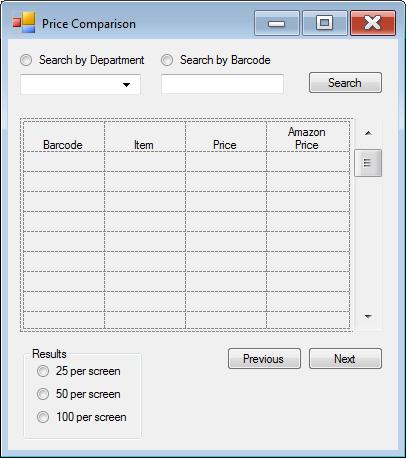 Price Comparison
Search by Department
Search by Barcode
Search
Barcode Item Price Amazon Price
Results
25 per screen
50 per screen
100 per screen
Previous
Next